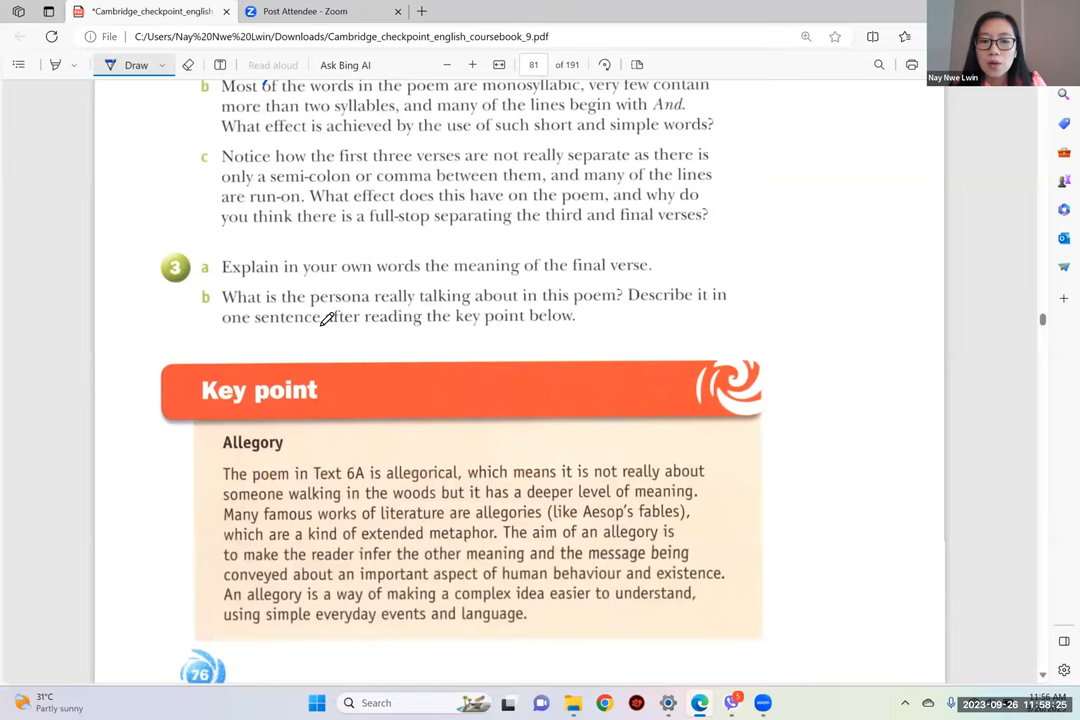 *Cambridge_checkpoint_english
Post Attendee - Zoom
File
C:/Users/Nay%20Nwe%20Lwin/Downloads/Cambridge_checkpoint_english_coursebook_9.pdf
Nay Nwe Lwin
Draw
Read aloud
Ask Bing AI
81
of 191
b Most of the words in the poem are monosyllabic, very few contain
more than two syllables, and many of the lines begin with And.
What effect is achieved by the use of such short and simple words?
c Notice how the first three verses are not really separate as there is
only a semi-colon or comma between them, and many of the lines
are run-on. What effect does this have on the poem, and why do
you think there is a full-stop separating the third and final verses?
3 a Explain in your own words the meaning of the final verse.
b What is the persona really talking about in this poem? Describe it in
one sentence after reading the key point below.
Key point
Allegory
The poem in Text 6A is allegorical, which means it is not really about
someone walking in the woods but it has a deeper level of meaning.
Many famous works of literature are allegories (like Aesop's fables),
which are a kind of extended metaphor. The aim of an allegory is
to make the reader infer the other meaning and the message being
conveyed about an important aspect of human behaviour and existence.
An allegory is a way of making a complex idea easier to understand,
using simple everyday events and language.
76
31°C
Partly sunny
Search
5
11:56 AM
2023-09-26 11:58:25